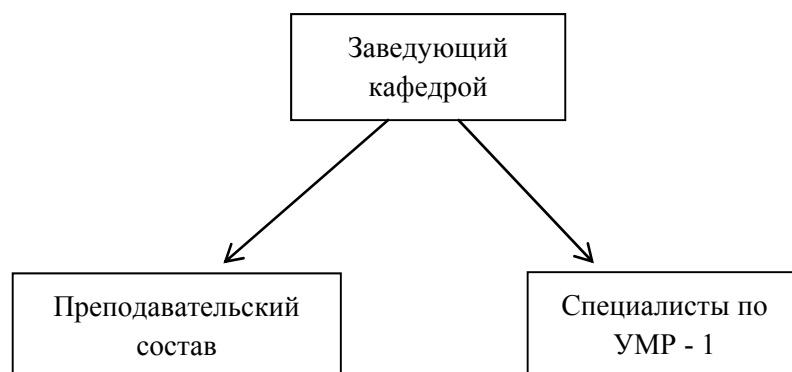 Заведующий
кафедрой
Преподавательский
состав
Специалисты по
УМР - 1